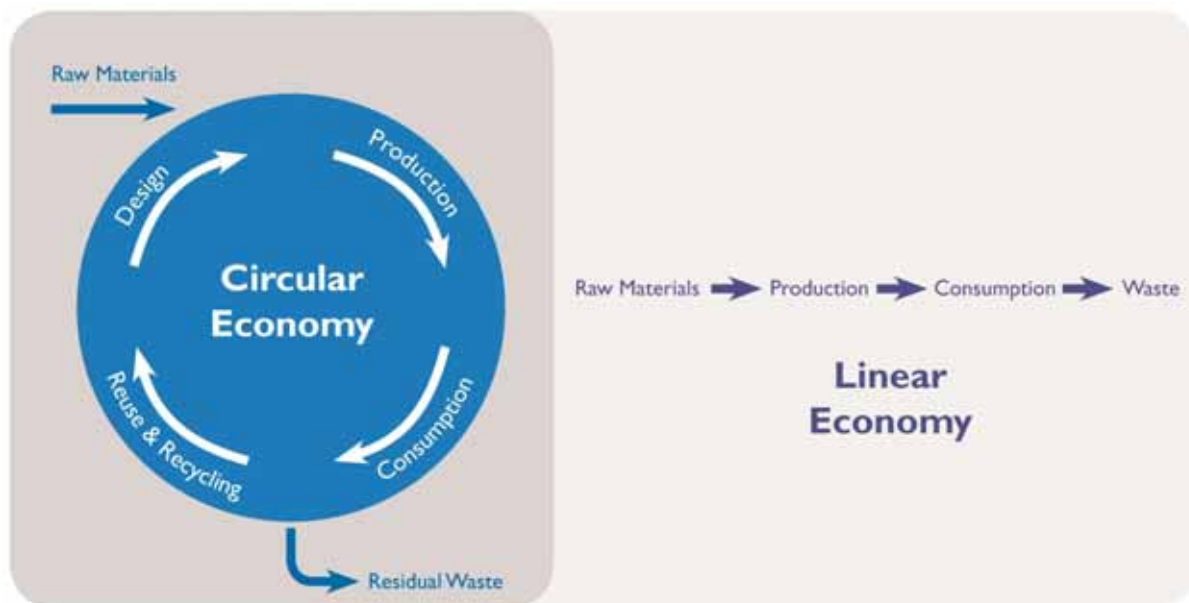 Raw Materials
Design
Production
Circular
Economy
Reuse & Recycling
Consumption
Residual Waste
Raw Materials
Production
Consumption
Waste
Linear
Economy